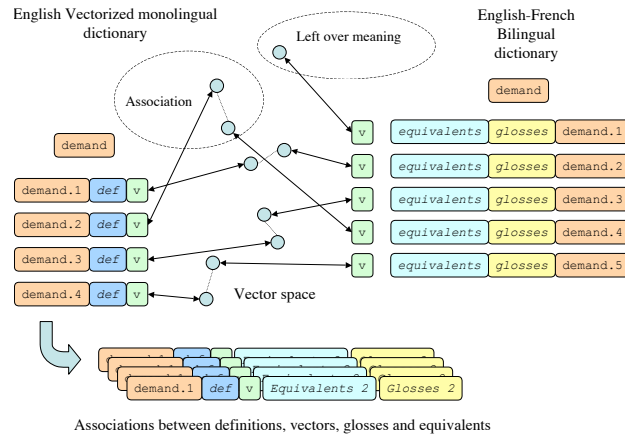 English Vectorized monolingual
dictionary
English-French
Bilingual
dictionary
Left over meaning
Association
demand
demand
v equivalents glosses demand.1
v equivalents glosses demand.2
demand.1 def v
v equivalents glosses demand.3
demand.2 def v
v equivalents glosses demand.4
demand.3 def v
v equivalents glosses demand.5
demand.4 def v
Vector space
demand.1 def v Equivalents 2 Glosses 2
Associations between definitions, vectors, glosses and equivalents